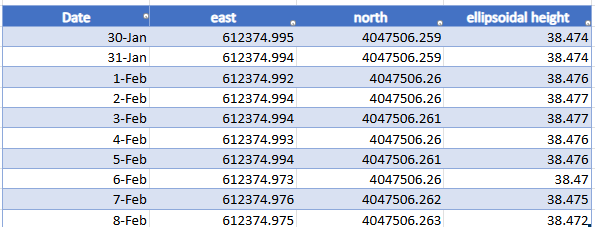 Date east north ellipsoidal height
30-Jan 612374.995 4047506.259 38.474
31-Jan 612374.994 4047506.259 38.474
1-Feb 612374.992 4047506.26 38.476
2-Feb 612374.994 4047506.26 38.477
3-Feb 612374.994 4047506.261 38.477
4-Feb 612374.993 4047506.26 38.476
5-Feb 612374.994 4047506.261 38.476
6-Feb 612374.973 4047506.26 38.47
7-Feb 612374.976 4047506.262 38.475
8-Feb 612374.975 4047506.263 38.472